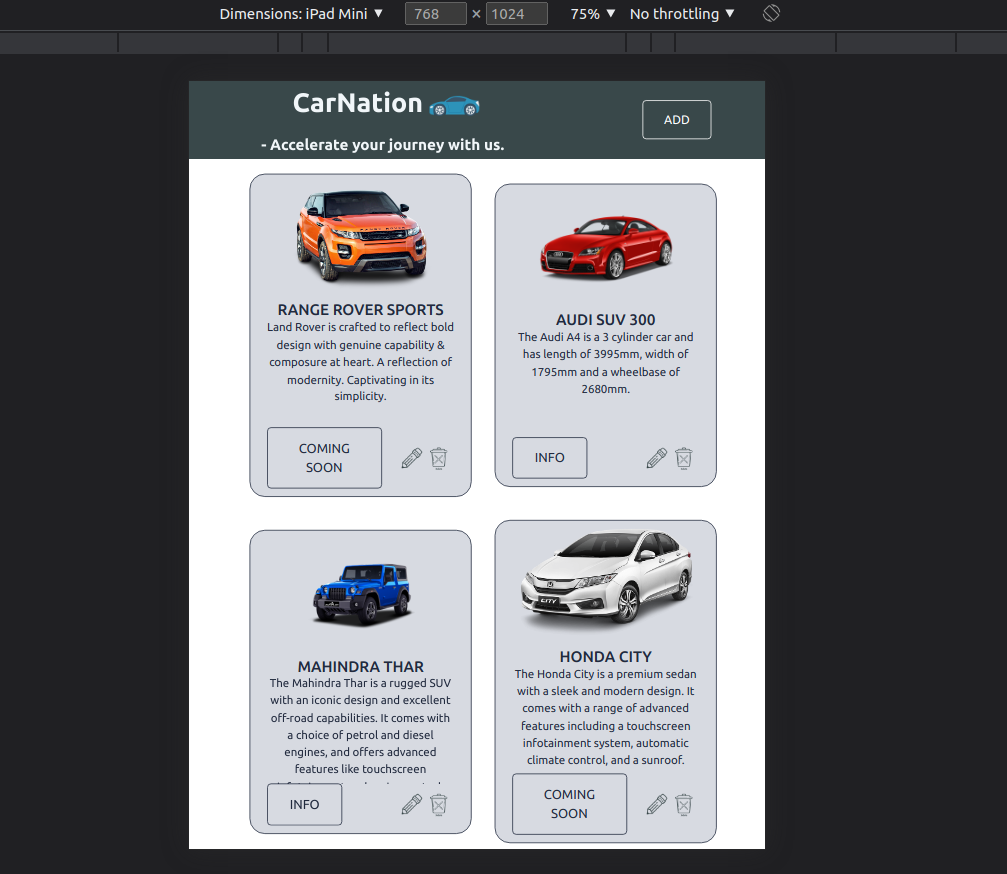 Dimensions: iPad Mini ▼ 768 × 1024 75% ▼ No throttling ▼
CarNation
ADD
- Accelerate your journey with us.
RANGE ROVER SPORTS
Land Rover is crafted to reflect bold
design with genuine capability &
composure at heart. A reflection of
modernity. Captivating in its
simplicity.
COMING
SOON
AUDI SUV 300
The Audi A4 is a 3 cylinder car and
has length of 3995mm, width of
1795mm and a wheelbase of
2680mm.
INFO
MAHINDRA THAR
The Mahindra Thar is a rugged SUV
with an iconic design and excellent
off-road capabilities. It comes with
a choice of petrol and diesel
engines, and offers advanced
features like touchscreen
INFO
CITY
HONDA CITY
The Honda City is a premium sedan
with a sleek and modern design. It
comes with a range of advanced
features including a touchscreen
infotainment system, automatic
climate control, and a sunroof.
COMING
SOON